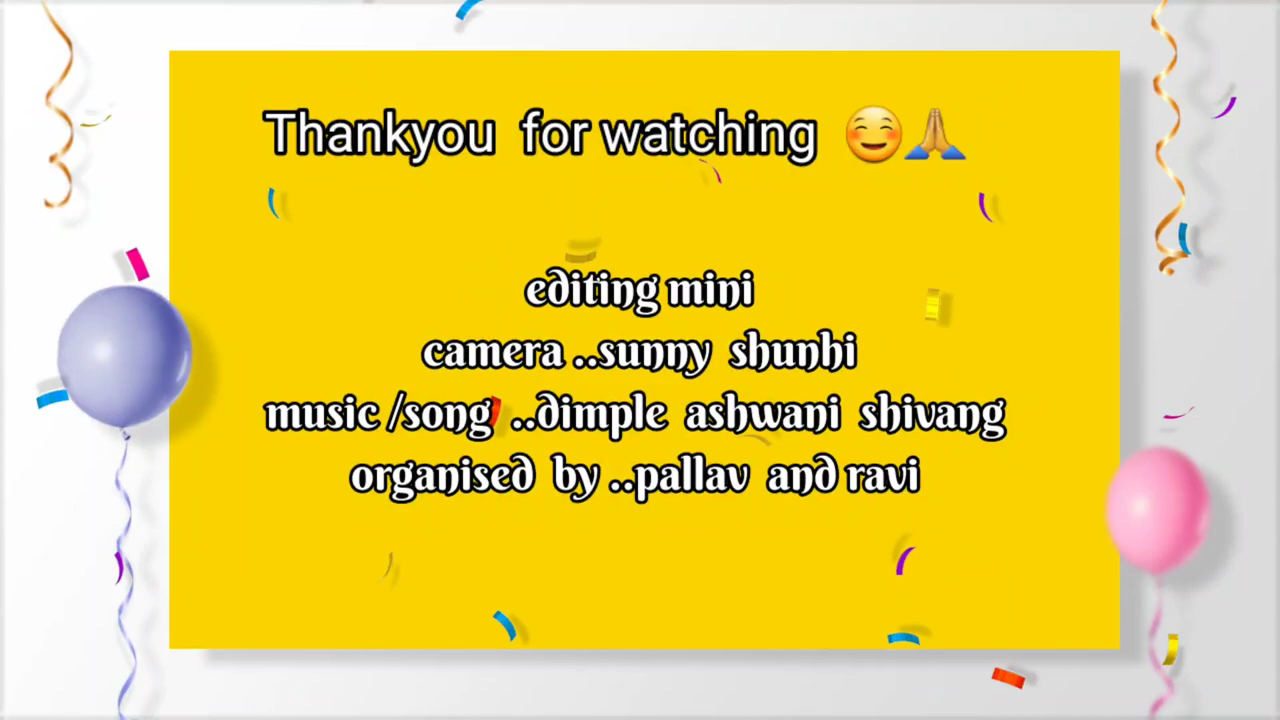 Thankyou for watching 😊🙏🏽
editing mini
camera ..sunny shunhi
music /song ..dimple ashwani shivang
organised by ..pallav and ravi